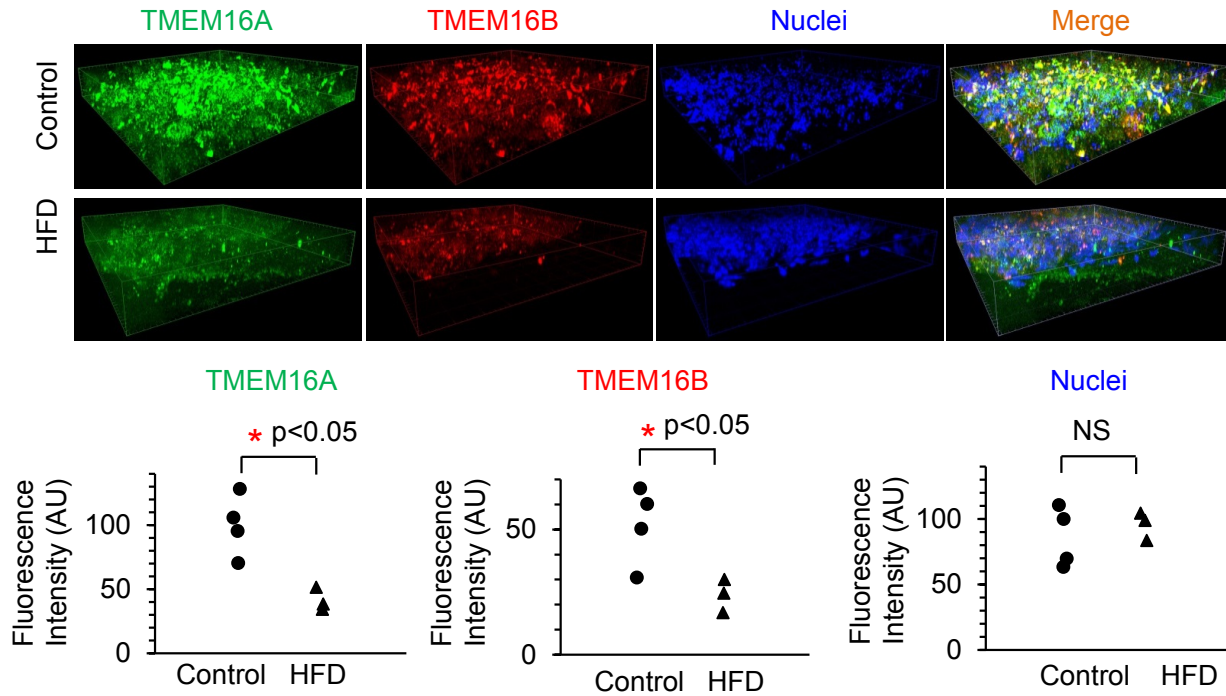 TMEM16A TMEM16B Nuclei Merge
Control
HFD
TMEM16A TMEM16B Nuclei
* p<0.05
Fluorescence
Intensity (AU)
100
50
0
Control HFD
* p<0.05
Fluorescence
Intensity (AU)
50
0
Control HFD
NS
Fluorescence
Intensity (AU)
100
50
0
Control HFD